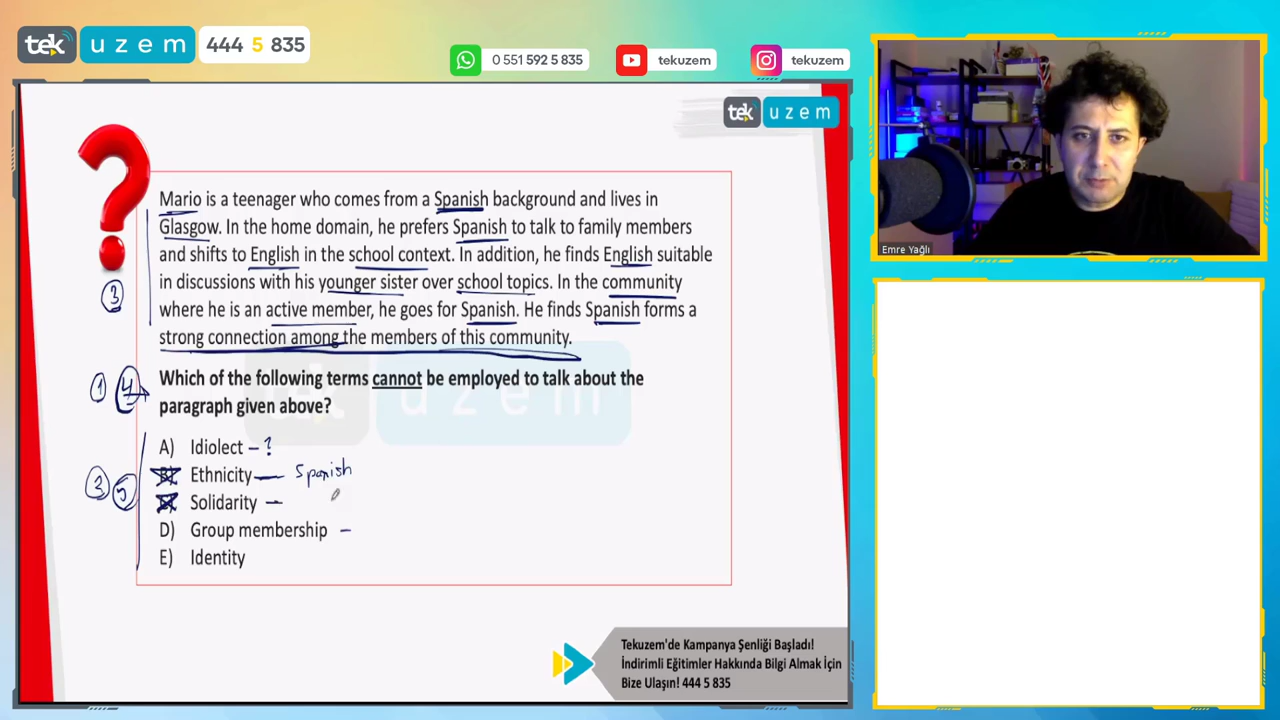 tek uzem 444 5 835
0 551 592 5 835
tekuzem
tekuzem
tek uzem
Emre Yağlı
Mario is a teenager who comes from a Spanish background and lives in
Glasgow. In the home domain, he prefers Spanish to talk to family members
and shifts to English in the school context. In addition, he finds English suitable
in discussions with his younger sister over school topics. In the community
where he is an active member, he goes for Spanish. He finds Spanish forms a
strong connection among the members of this community.
3
Which of the following terms cannot be employed to talk about the
paragraph given above?
1 4
tek uzem
A) Idiolect – ?
B) Ethnicity — Spanish
C) Solidarity –
D) Group membership –
E) Identity
5
Tekuzem'de Kampanya Şenliği Başladı!
İndirimli Eğitimler Hakkında Bilgi Almak İçin
Bize Ulaşın! 444 5 835